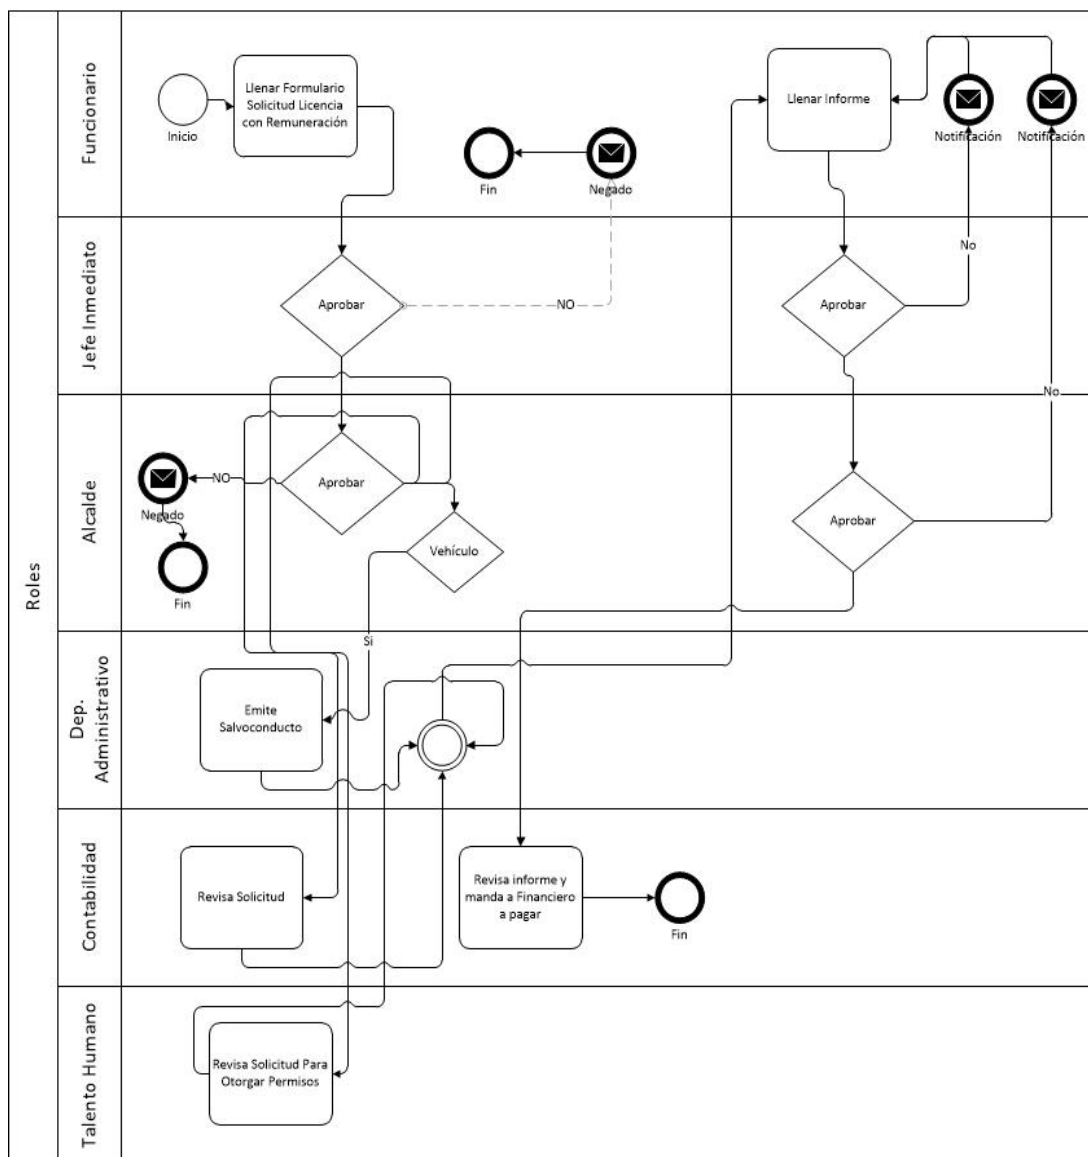 Roles
Funcionario
Inicio
Llenar Formulario
Solicitud Licencia
con Remuneración
Fin
Negado
Llenar Informe
Notificación
Notificación
Jefe Inmediato
Aprobar
NO
Aprobar
No
No
Alcalde
Negado
NO
Aprobar
Fin
Vehículo
Aprobar
Si
Dep.
Administrativo
Emite
Salvoconducto
Contabilidad
Revisa Solicitud
Revisa informe y
manda a Financiero
a pagar
Fin
Talento Humano
Revisa Solicitud Para
Otorgar Permisos